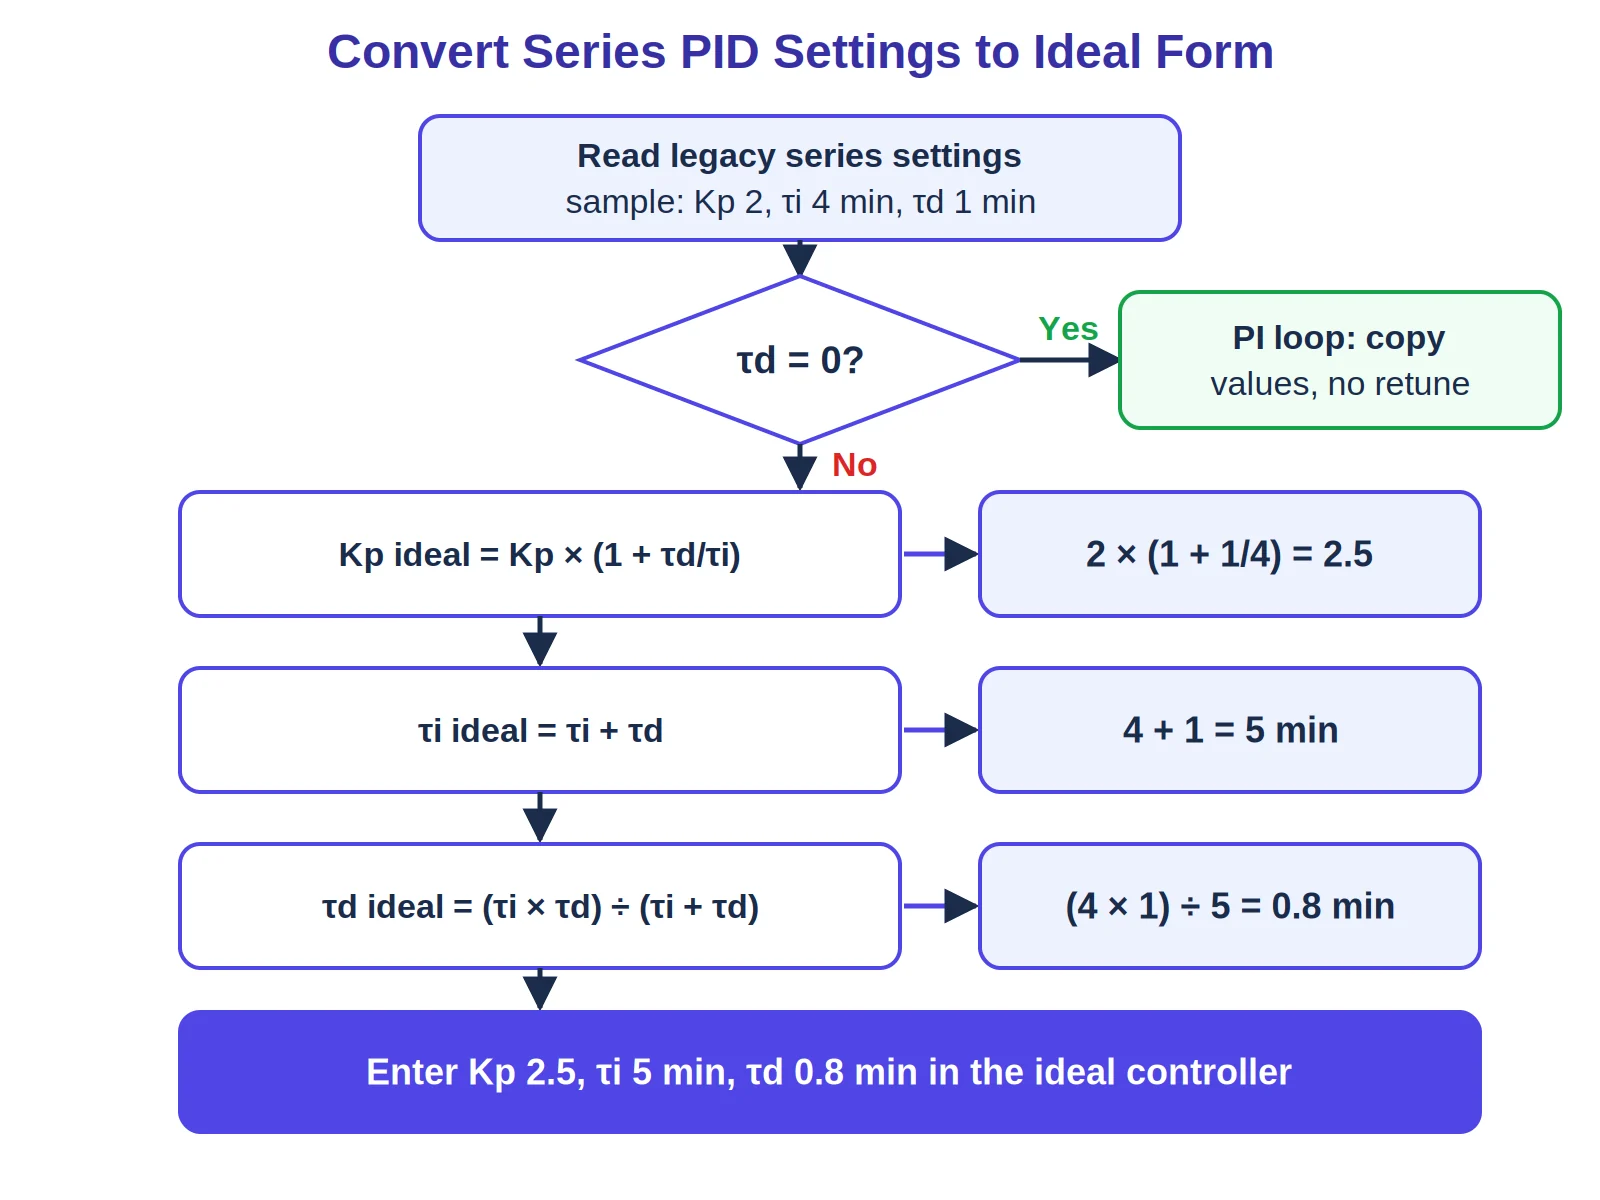 Convert Series PID Settings to Ideal Form
Read legacy series settings
sample: Kp 2, τi 4 min, τd 1 min
τd = 0?
Yes
PI loop: copy
values, no retune
No
Kp ideal = Kp × (1 + τd/τi)
2 × (1 + 1/4) = 2.5
τi ideal = τi + τd
4 + 1 = 5 min
τd ideal = (τi × τd) ÷ (τi + τd)
(4 × 1) ÷ 5 = 0.8 min
Enter Kp 2.5, τi 5 min, τd 0.8 min in the ideal controller